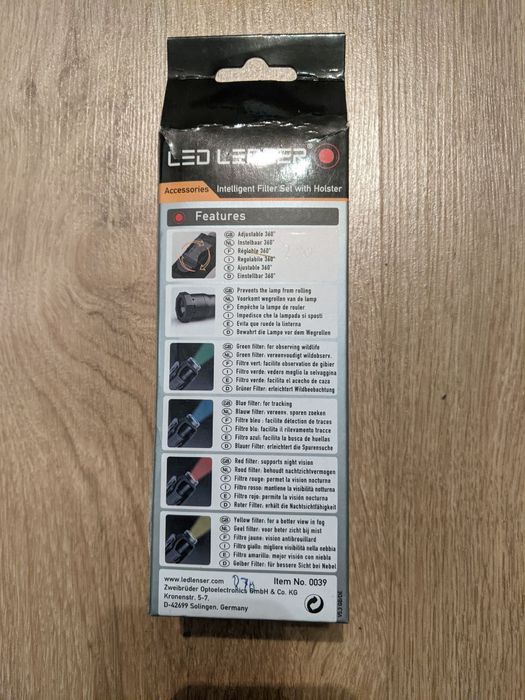 LED LENSER
Accessories Intelligent Filter Set with Holster
Features
GB Adjustable 360°
NL Instelbaar 360°
F Réglable 360°
I Regolabile 360°
E Ajustable 360°
D Einstellbar 360°
GB Prevents the lamp from rolling
NL Voorkomt wegrollen van de lamp
F Empêche la lampe de rouler
I Impedisce che la lampada si sposti
E Evita que ruede la linterna
D Bewahrt die Lampe vor dem Wegrollen
GB Green filter: for observing wildlife
NL Green filter: vereenvoudigt wildobserv.
F Filtre vert: facilite observation de gibier
I Filtro verde: vedere meglio la selvaggina
E Filtro verde: facilita el acecho de caza
D Grüner Filter: erleichtert Wildbeobachtung
GB Blue filter: for tracking
NL Blauw filter: vereenv. sporen zoeken
F Filtre bleu : facilite détection de traces
I Filtro blu: facilita il rilevamento tracce
E Filtro azul: facilita la busca de huellas
D Blauer Filter: erleichtert die Spurensuche
GB Red filter: supports night vision
NL Rood filter: behoudt nachtzichtvermogen
F Filtre rouge: permet la vision nocturne
I Filtro rosso: mantiene la visibilità notturna
E Filtro rojo: permite la visión nocturna
D Roter Filter: erhält die Nachtsichtfähigkeit
GB Yellow filter: for a better view in fog
NL Geel filter: voor beter zicht bij mist
F Filtre jaune: vision antibrouillard
I Filtro giallo: migliore visibilità nella nebbia
E Filtro amarillo: mejor visión con niebla
D Gelber Filter: für bessere Sicht bei Nebel
www.ledlenser.com Item No. 0039
Zweibrüder Optoelectronics GmbH & Co. KG
Kronenstr. 5-7,
D-42699 Solingen, Germany